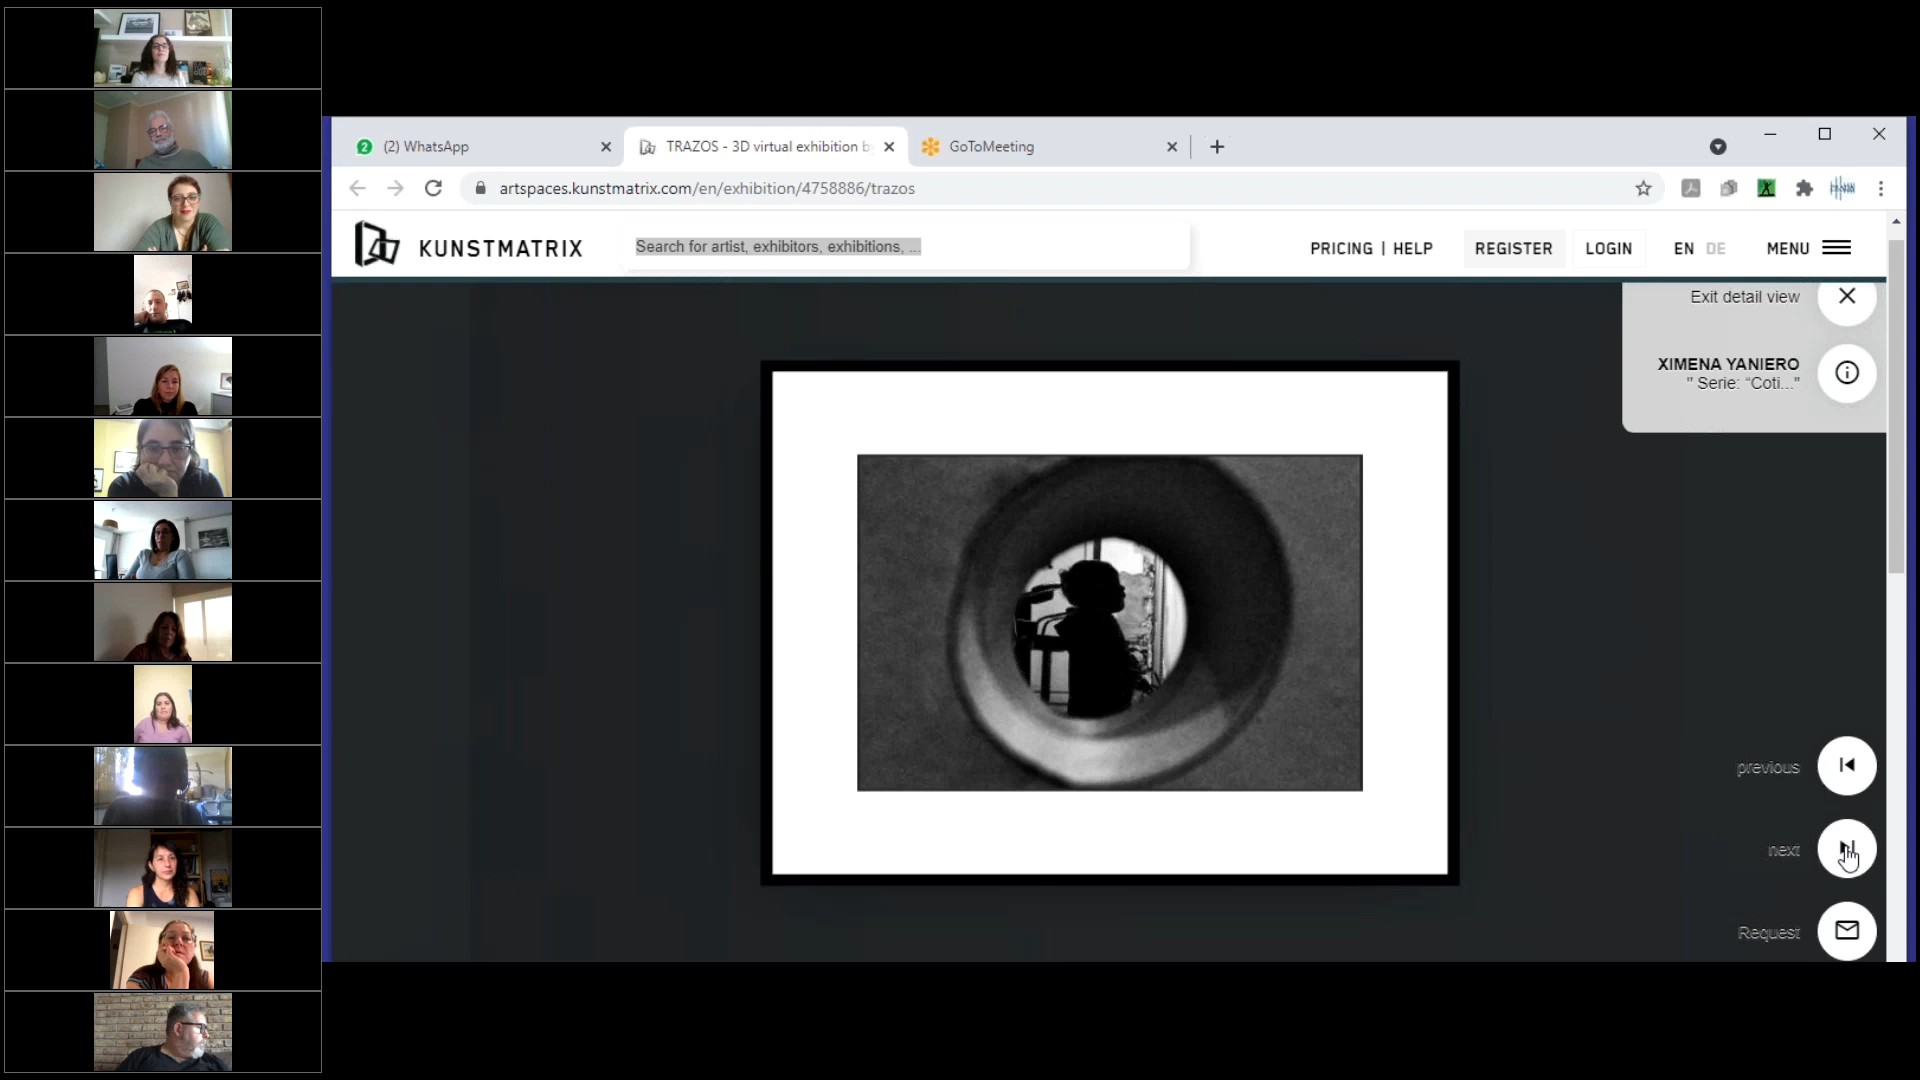 (2) WhatsApp
TRAZOS - 3D virtual exhibition b
GoToMeeting
artspaces.kunstmatrix.com/en/exhibition/4758886/trazos
KUNSTMATRIX
Search for artist, exhibitors, exhibitions, ...
PRICING | HELP
REGISTER
LOGIN
EN DE
MENU
Exit detail view
XIMENA YANIERO
" Serie: “Coti..."
previous
next
Request